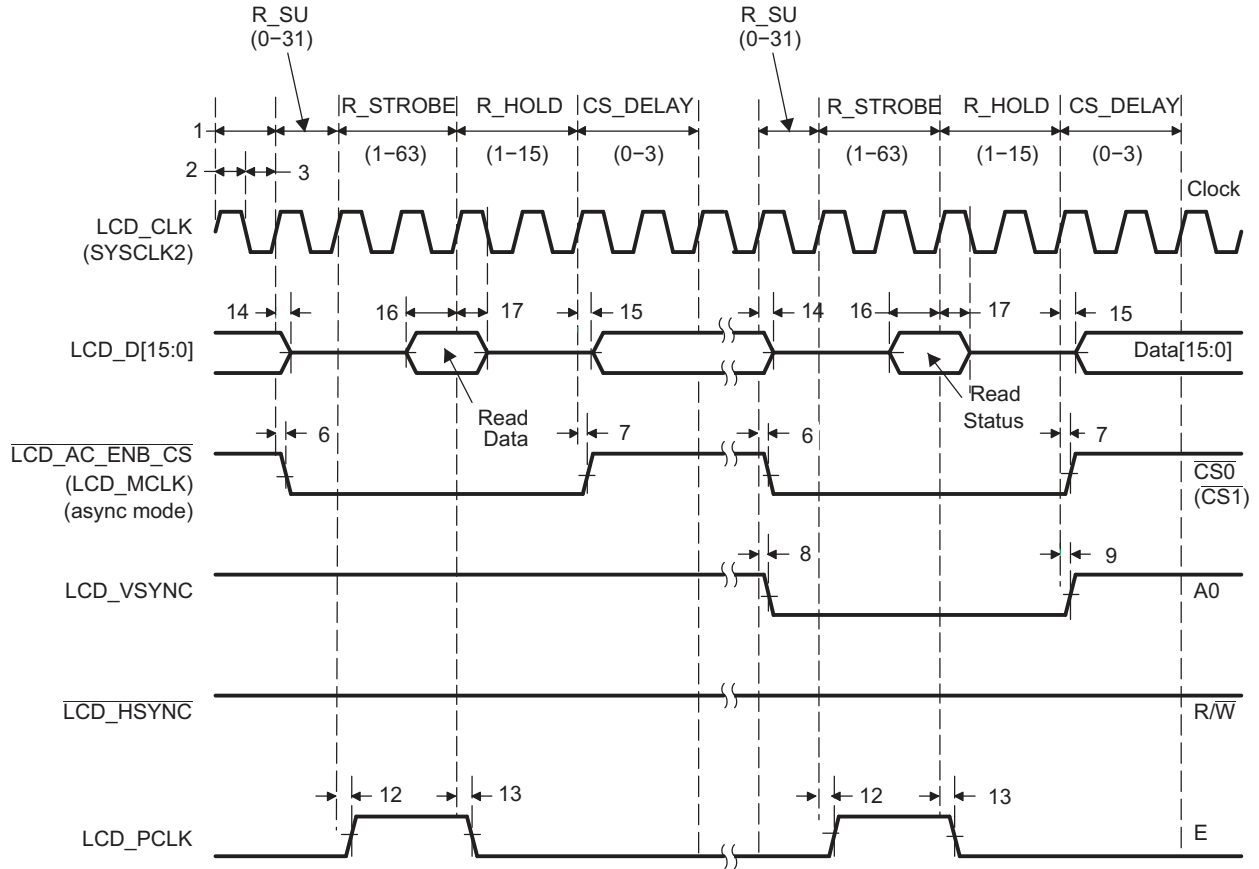 R_SU
(0−31)
R_SU
(0−31)
R_STROBE R_HOLD CS_DELAY
R_STROBE R_HOLD CS_DELAY
1
(1−63) (1−15) (0−3)
(1−63) (1−15) (0−3)
2 3
Clock
LCD_CLK
(SYSCLK2)
14 16 17 15 14 16 17 15
LCD_D[15:0]
Data[15:0]
Read
Data
Read
Status
6 7 6 7
LCD_AC_ENB_CS
(LCD_MCLK)
(async mode)
CS0
(CS1)
8 9
LCD_VSYNC
A0
LCD_HSYNC
R/W
12 13 12 13
LCD_PCLK
E